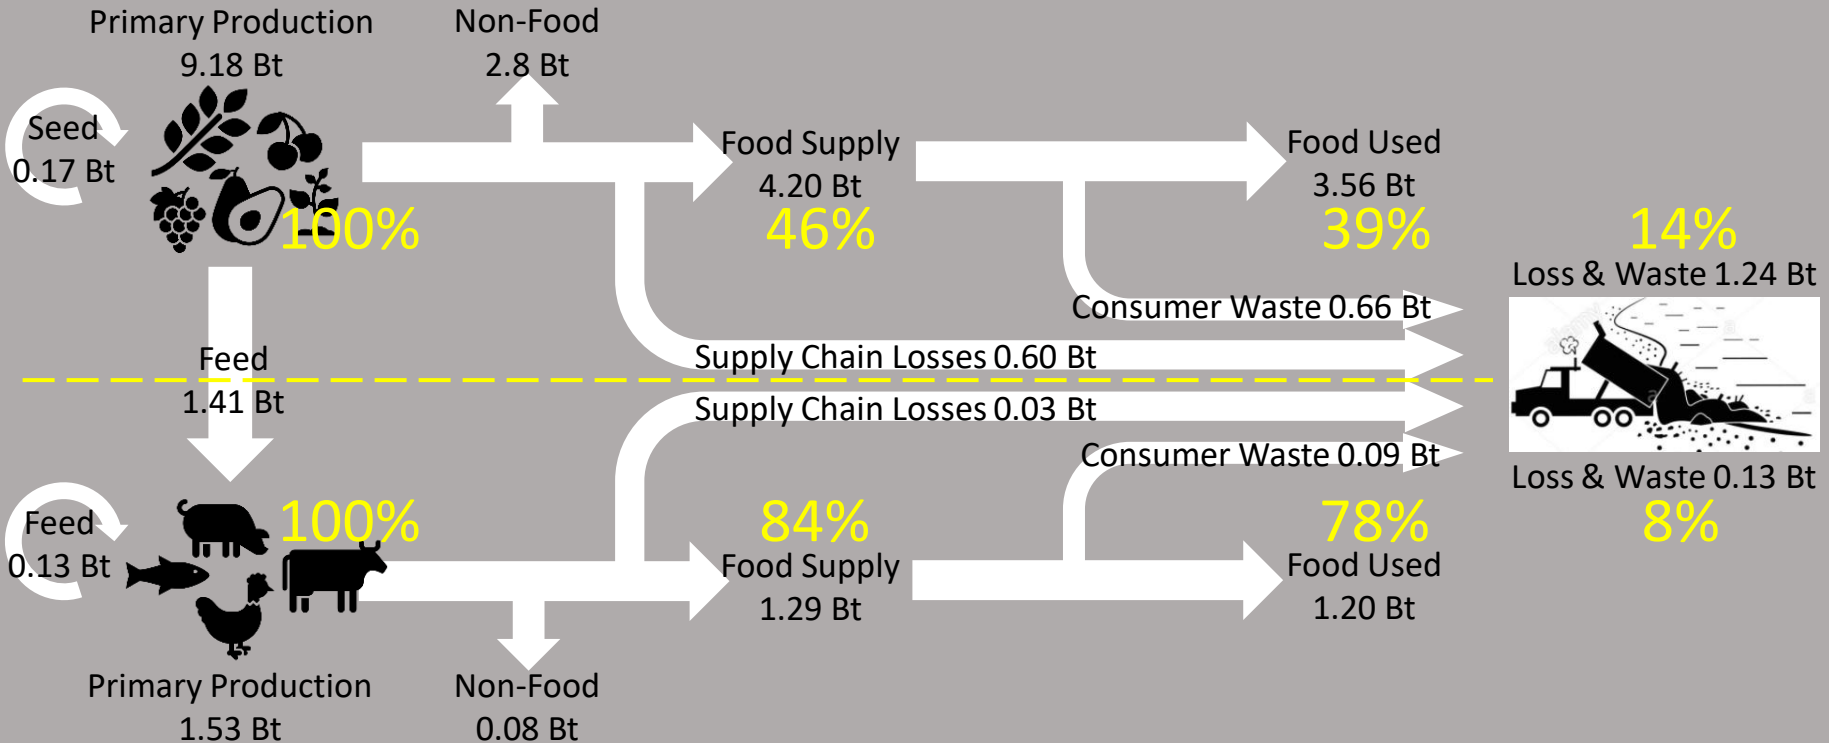 Primary Production
9.18 Bt
Non-Food
2.8 Bt
Seed
0.17 Bt
Food Supply
4.20 Bt
Food Used
3.56 Bt
100%
46%
39%
14%
Loss & Waste 1.24 Bt
Consumer Waste 0.66 Bt
Supply Chain Losses 0.60 Bt
Feed
1.41 Bt
Supply Chain Losses 0.03 Bt
Consumer Waste 0.09 Bt
Loss & Waste 0.13 Bt
100%
84%
78%
8%
Feed
0.13 Bt
Food Supply
1.29 Bt
Food Used
1.20 Bt
Primary Production
1.53 Bt
Non-Food
0.08 Bt